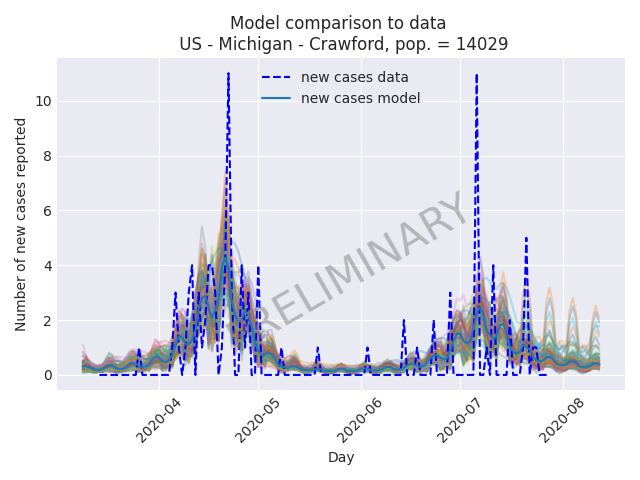 Model comparison to data
US - Michigan - Crawford, pop. = 14029
new cases data
new cases model
Number of new cases reported
10
8
6
4
2
0
PRELIMINARY
2020-04
2020-05
2020-06
2020-07
2020-08
Day